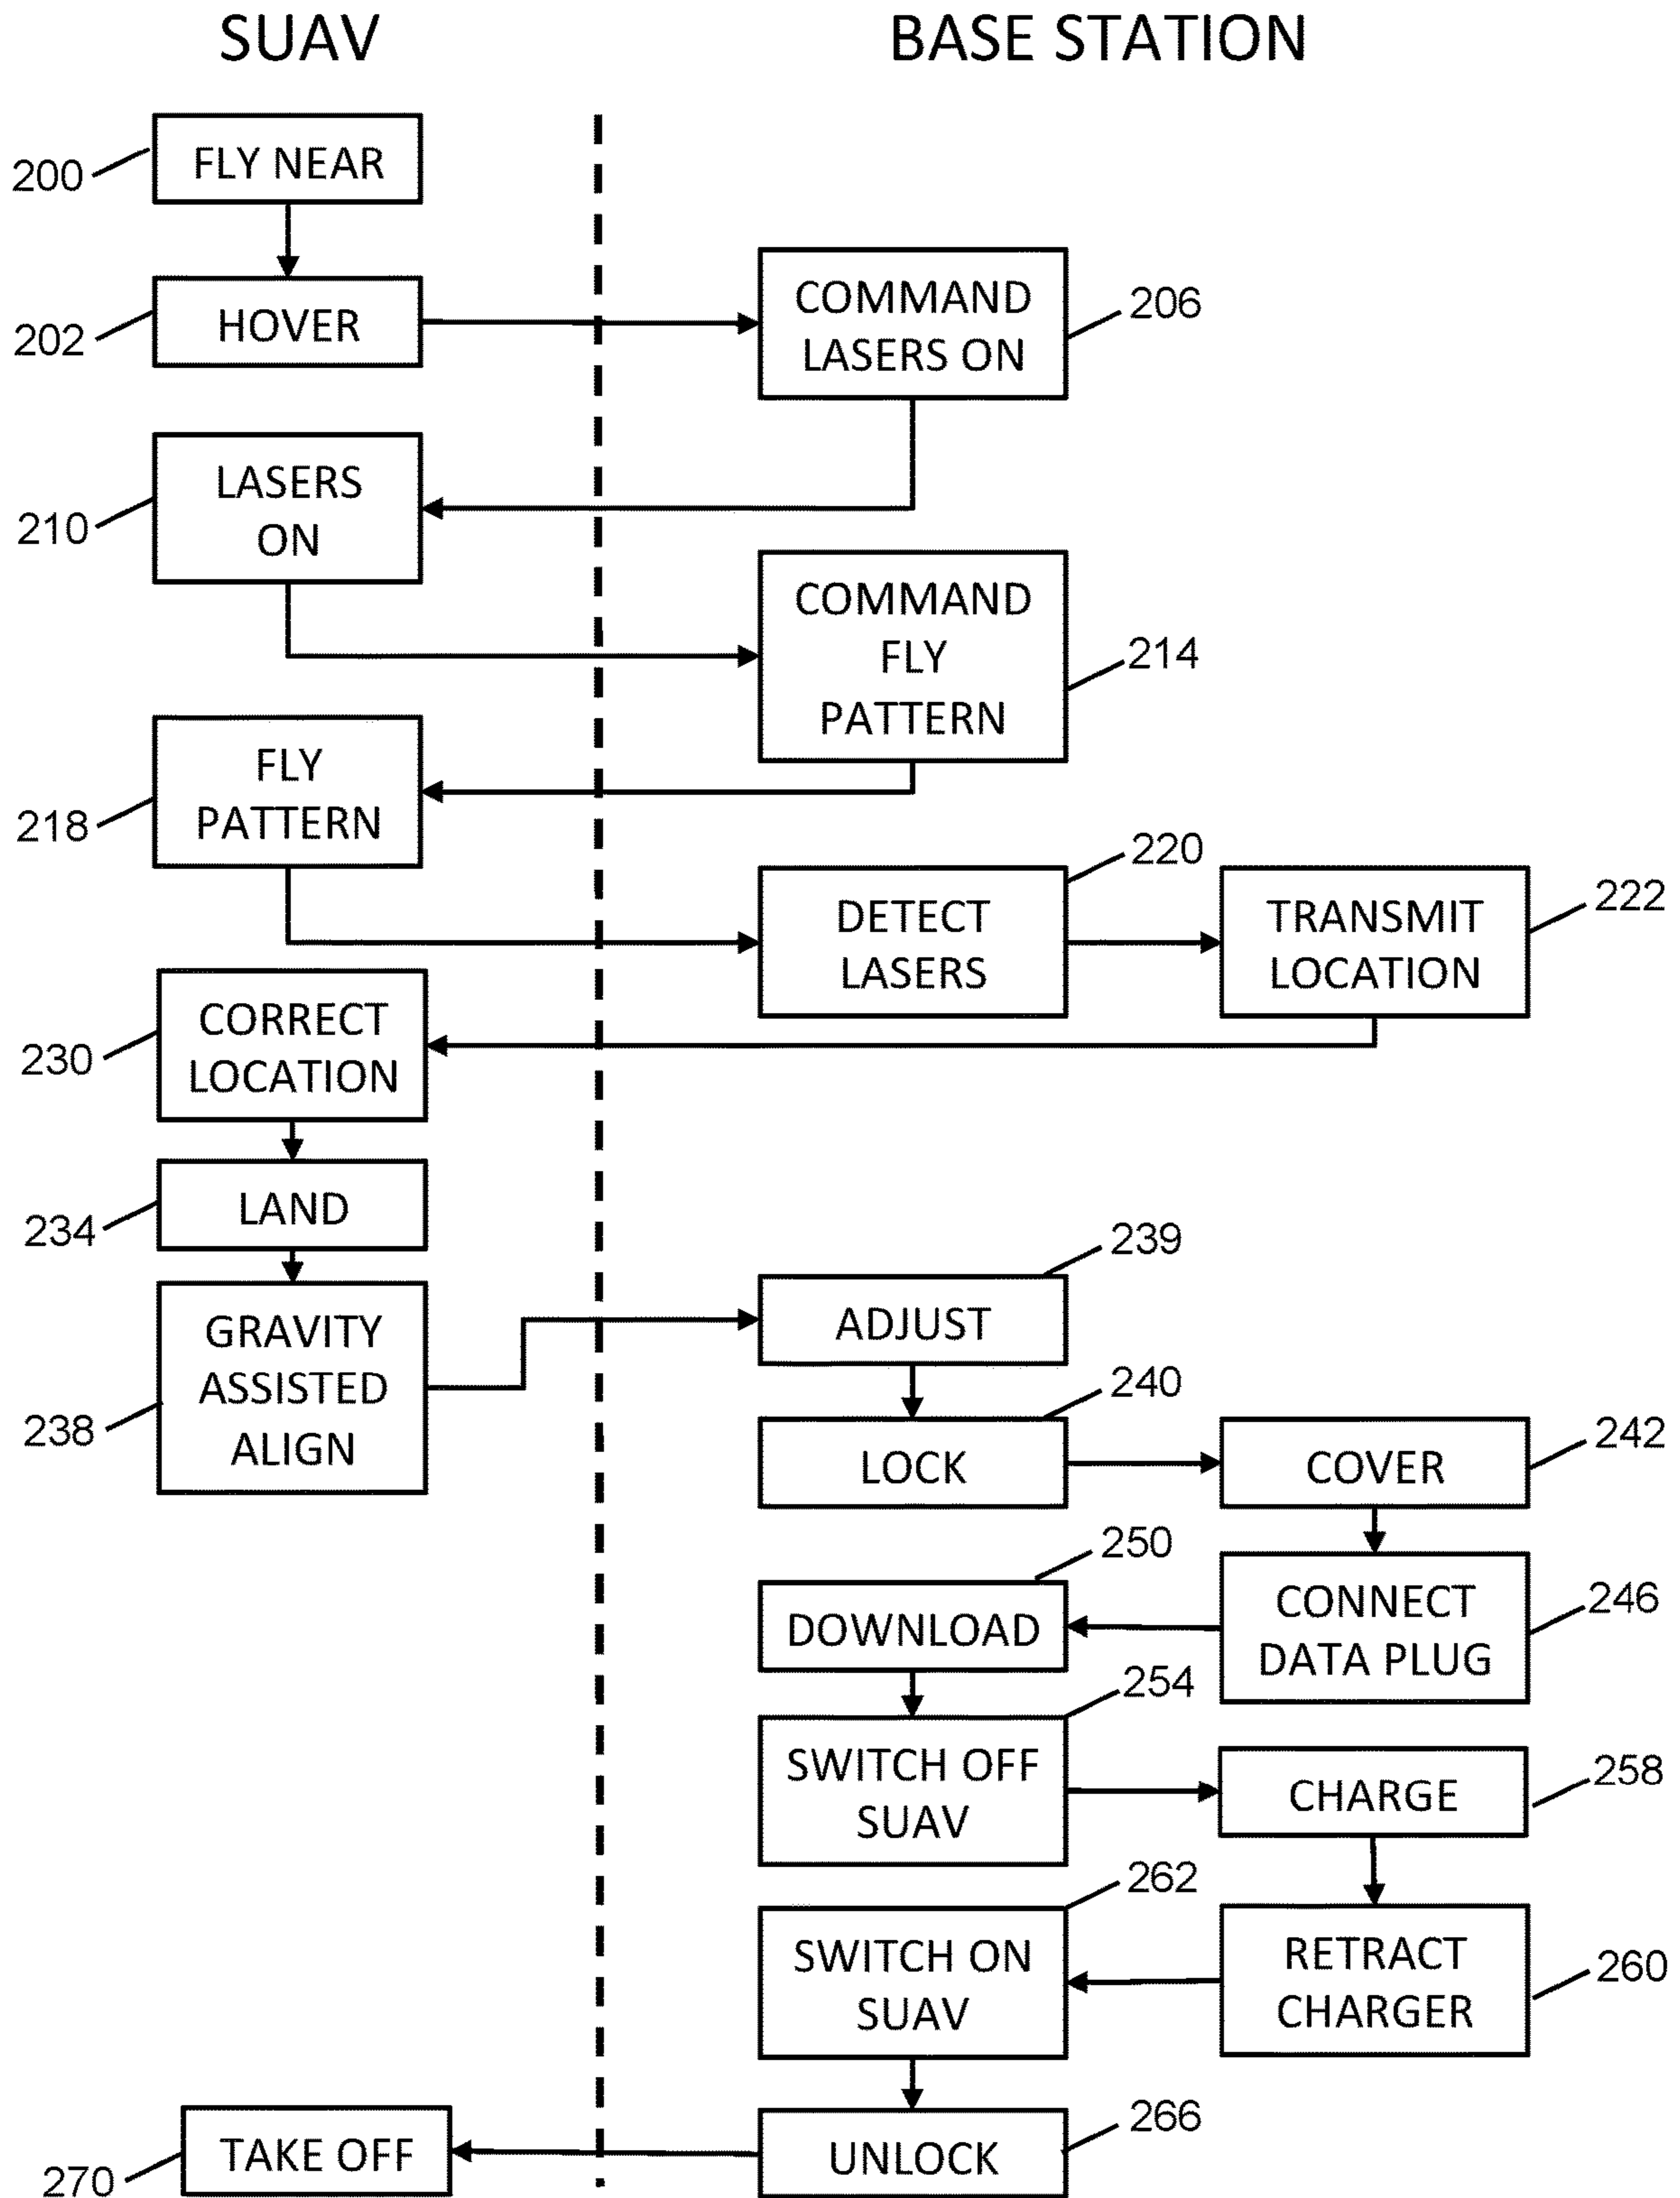 SUAV
BASE STATION
200
FLY NEAR
202
HOVER
COMMAND
LASERS ON
206
210
LASERS
ON
COMMAND
FLY
PATTERN
214
218
FLY
PATTERN
220
DETECT
LASERS
TRANSMIT
LOCATION
222
230
CORRECT
LOCATION
234
LAND
238
GRAVITY
ASSISTED
ALIGN
239
ADJUST
240
LOCK
COVER
242
CONNECT
DATA PLUG
246
250
DOWNLOAD
254
SWITCH OFF
SUAV
CHARGE
258
RETRACT
CHARGER
260
262
SWITCH ON
SUAV
UNLOCK
266
270
TAKE OFF